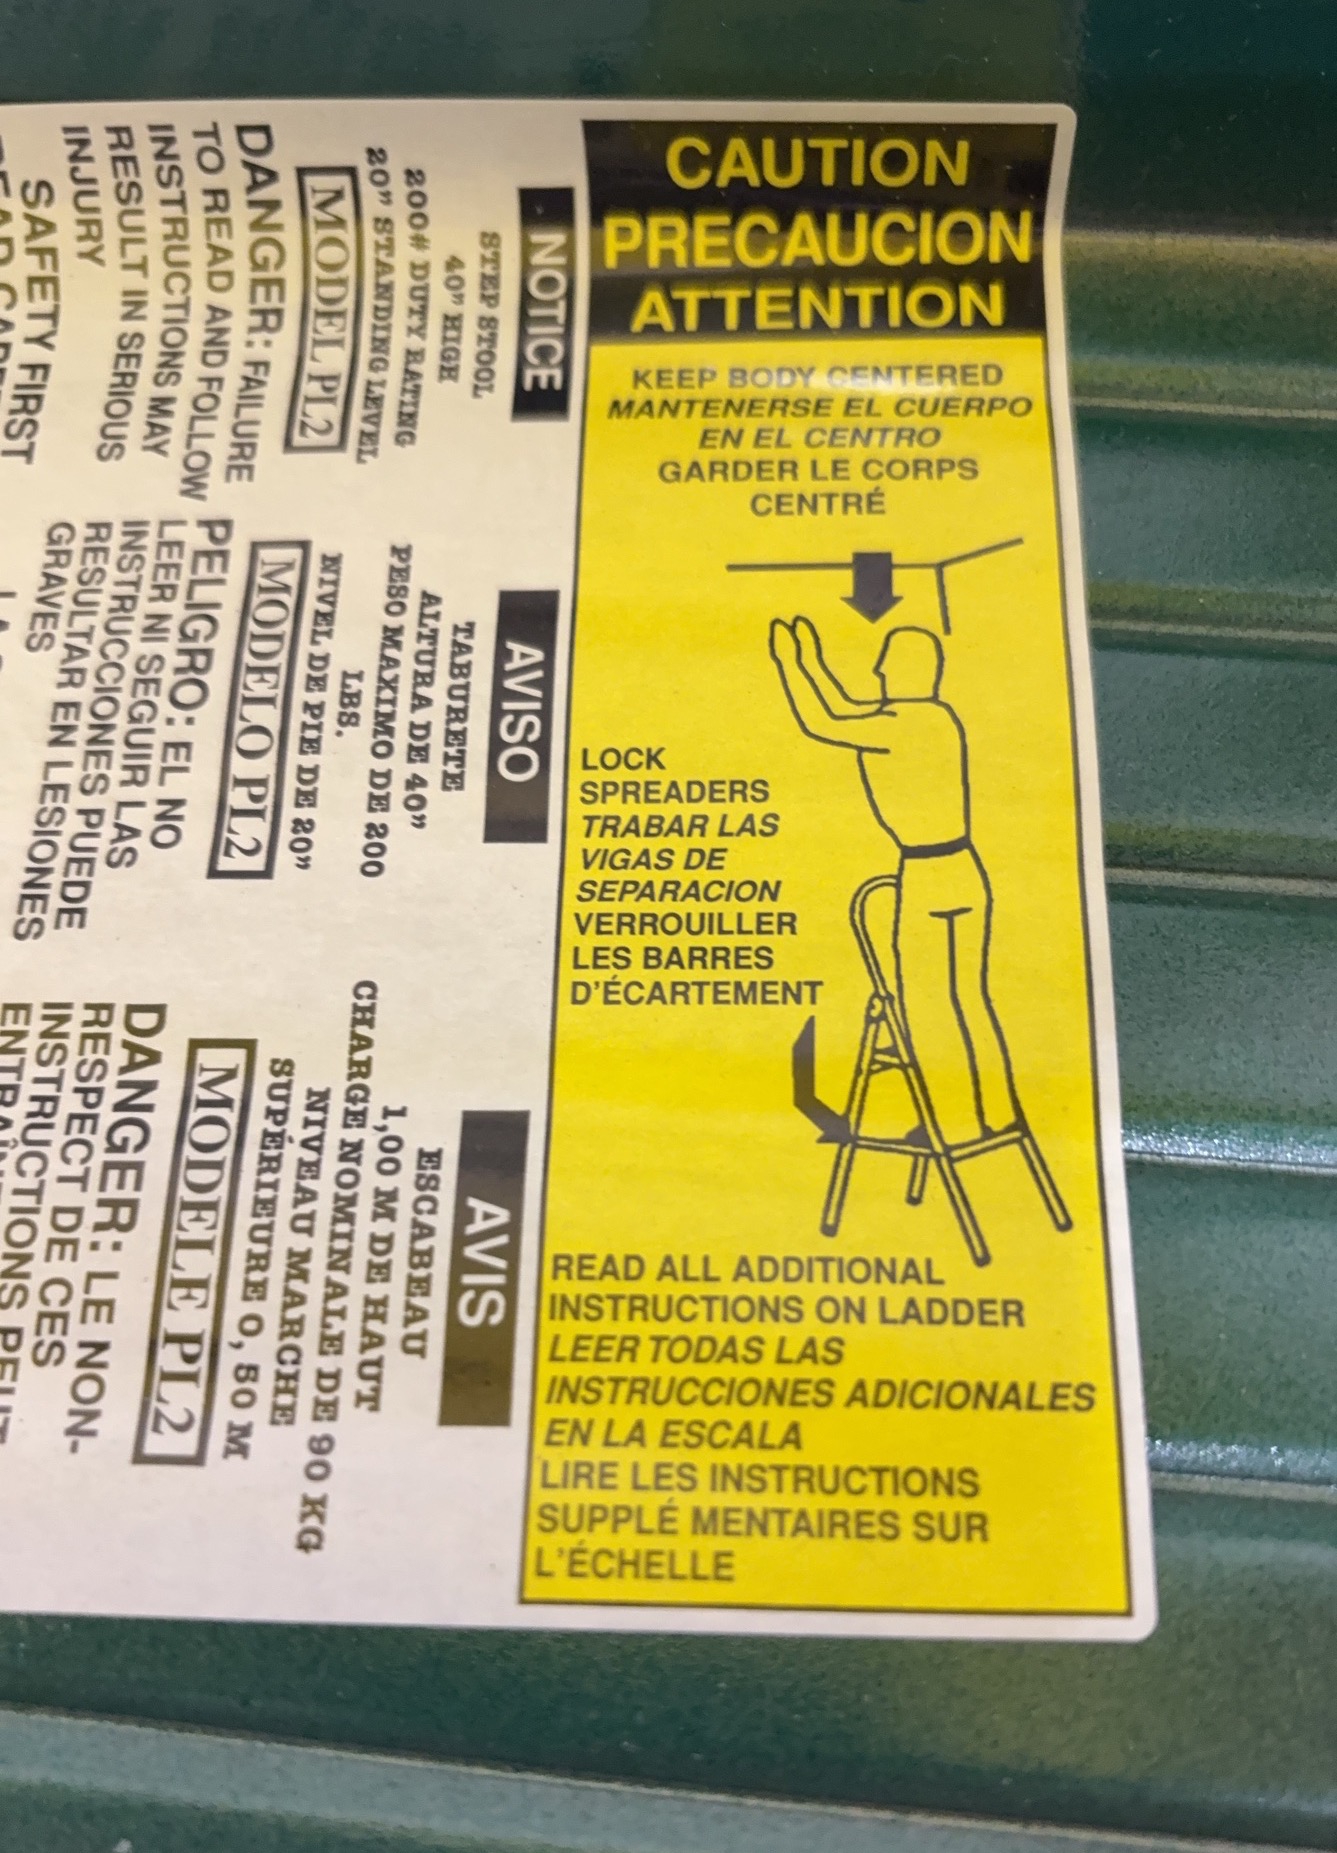 CAUTION
PRECAUCION
ATTENTION
KEEP BODY CENTERED
MANTENERSE EL CUERPO
EN EL CENTRO
GARDER LE CORPS
CENTRÉ
LOCK
SPREADERS
TRABAR LAS
VIGAS DE
SEPARACION
VERROUILLER
LES BARRES
D'ÉCARTEMENT
READ ALL ADDITIONAL
INSTRUCTIONS ON LADDER
LEER TODAS LAS
INSTRUCCIONES ADICIONALES
EN LA ESCALA
LIRE LES INSTRUCTIONS
SUPPLÉ MENTAIRES SUR
L'ÉCHELLE
NOTICE
STEP STOOL
40" HIGH
200# DUTY RATING
20" STANDING LEVEL
MODEL PL2
DANGER: FAILURE
TO READ AND FOLLOW
INSTRUCTIONS MAY
RESULT IN SERIOUS
INJURY
SAFETY FIRST
AVISO
TABURETE
ALTURA DE 40"
PESO MAXIMO DE 200
LBS.
NIVEL DE PIE DE 20"
MODELO PL2
PELIGRO: EL NO
LEER NI SEGUIR LAS
INSTRUCCIONES PUEDE
RESULTAR EN LESIONES
GRAVES
AVIS
ESCABEAU
1,00 M DE HAUT
CHARGE NOMINALE DE 90 KG
NIVEAU MARCHE
SUPÉRIEURE 0,50 M
MODELE PL2
DANGER: LE NON-
RESPECT DE CES
INSTRUCTIONS PEUT